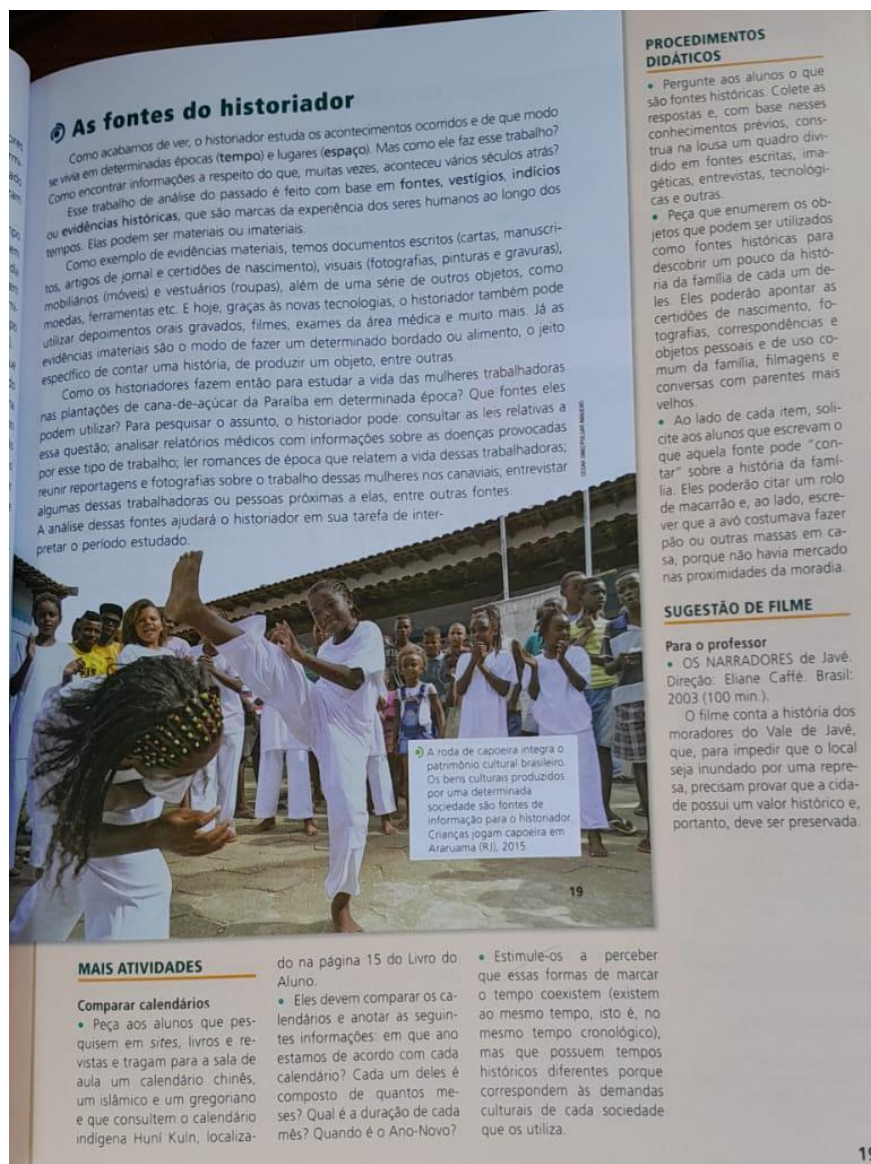 As fontes do historiador
Como acabamos de ver, o historiador estuda os acontecimentos ocorridos e de que modo
se vivia em determinadas épocas (tempo) e lugares (espaço). Mas como ele faz esse trabalho?
Como encontrar informações a respeito do que, muitas vezes, aconteceu vários séculos atrás?
Esse trabalho de análise do passado é feito com base em fontes, vestígios, indícios
ou evidências históricas, que são marcas da experiência dos seres humanos ao longo dos
tempos. Elas podem ser materiais ou imateriais.
Como exemplo de evidências materiais, temos documentos escritos (cartas, manuscri-
tos, artigos de jornal e certidões de nascimento), visuais (fotografias, pinturas e gravuras),
mobiliários (móveis) e vestuários (roupas), além de uma série de outros objetos, como
moedas, ferramentas etc. E hoje, graças às novas tecnologias, o historiador também pode
utilizar depoimentos orais gravados, filmes, exames da área médica e muito mais. Já as
evidências imateriais são o modo de fazer um determinado bordado ou alimento, o jeito
específico de contar uma história, de produzir um objeto, entre outras.
Como os historiadores fazem então para estudar a vida das mulheres trabalhadoras
nas plantações de cana-de-açúcar da Paraíba em determinada época? Que fontes eles
podem utilizar? Para pesquisar o assunto, o historiador pode: consultar as leis relativas a
essa questão; analisar relatórios médicos com informações sobre as doenças provocadas
por esse tipo de trabalho; ler romances de época que relatem a vida dessas trabalhadoras;
reunir reportagens e fotografias sobre o trabalho dessas mulheres nos canaviais; entrevistar
algumas dessas trabalhadoras ou pessoas próximas a elas, entre outras fontes.
A análise dessas fontes ajudará o historiador em sua tarefa de inter-
pretar o período estudado.
A roda de capoeira integra o
patrimônio cultural brasileiro.
Os bens culturais produzidos
por uma determinada
sociedade são fontes de
informação para o historiador.
Crianças jogam capoeira em
Araruama (RJ), 2015.
19
PROCEDIMENTOS
DIDÁTICOS
• Pergunte aos alunos o que
são fontes históricas. Colete as
respostas e, com base nesses
conhecimentos prévios, cons-
trua na lousa um quadro divi-
dido em fontes escritas, ima-
géticas, entrevistas, tecnológi-
cas e outras.
• Peça que enumerem os ob-
jetos que podem ser utilizados
como fontes históricas para
descobrir um pouco da histó-
ria da família de cada um de-
les. Eles poderão apontar as
certidões de nascimento, fo-
tografias, correspondências e
objetos pessoais e de uso co-
mum da família, filmagens e
conversas com parentes mais
velhos.
• Ao lado de cada item, soli-
cite aos alunos que escrevam o
que aquela fonte pode “con-
tar” sobre a história da famí-
lia. Eles poderão citar um rolo
de macarrão e, ao lado, escre-
ver que a avó costumava fazer
pão ou outras massas em ca-
sa, porque não havia mercado
nas proximidades da moradia.
SUGESTÃO DE FILME
Para o professor
• OS NARRADORES de Javé.
Direção: Eliane Caffé. Brasil:
2003 (100 min.).
O filme conta a história dos
moradores do Vale de Javé,
que, para impedir que o local
seja inundado por uma repre-
sa, precisam provar que a cida-
de possui um valor histórico e,
portanto, deve ser preservada.
MAIS ATIVIDADES
Comparar calendários
• Peça aos alunos que pes-
quisem em sites, livros e re-
vistas e tragam para a sala de
aula um calendário chinês,
um islâmico e um gregoriano
e que consultem o calendário
indígena Huní Kuĩn, localiza-
do na página 15 do Livro do
Aluno.
• Eles devem comparar os ca-
lendários e anotar as seguin-
tes informações: em que ano
estamos de acordo com cada
calendário? Cada um deles é
composto de quantos me-
ses? Qual é a duração de cada
mês? Quando é o Ano-Novo?
• Estimule-os a perceber
que essas formas de marcar
o tempo coexistem (existem
ao mesmo tempo, isto é, no
mesmo tempo cronológico),
mas que possuem tempos
históricos diferentes porque
correspondem às demandas
culturais de cada sociedade
que os utiliza.